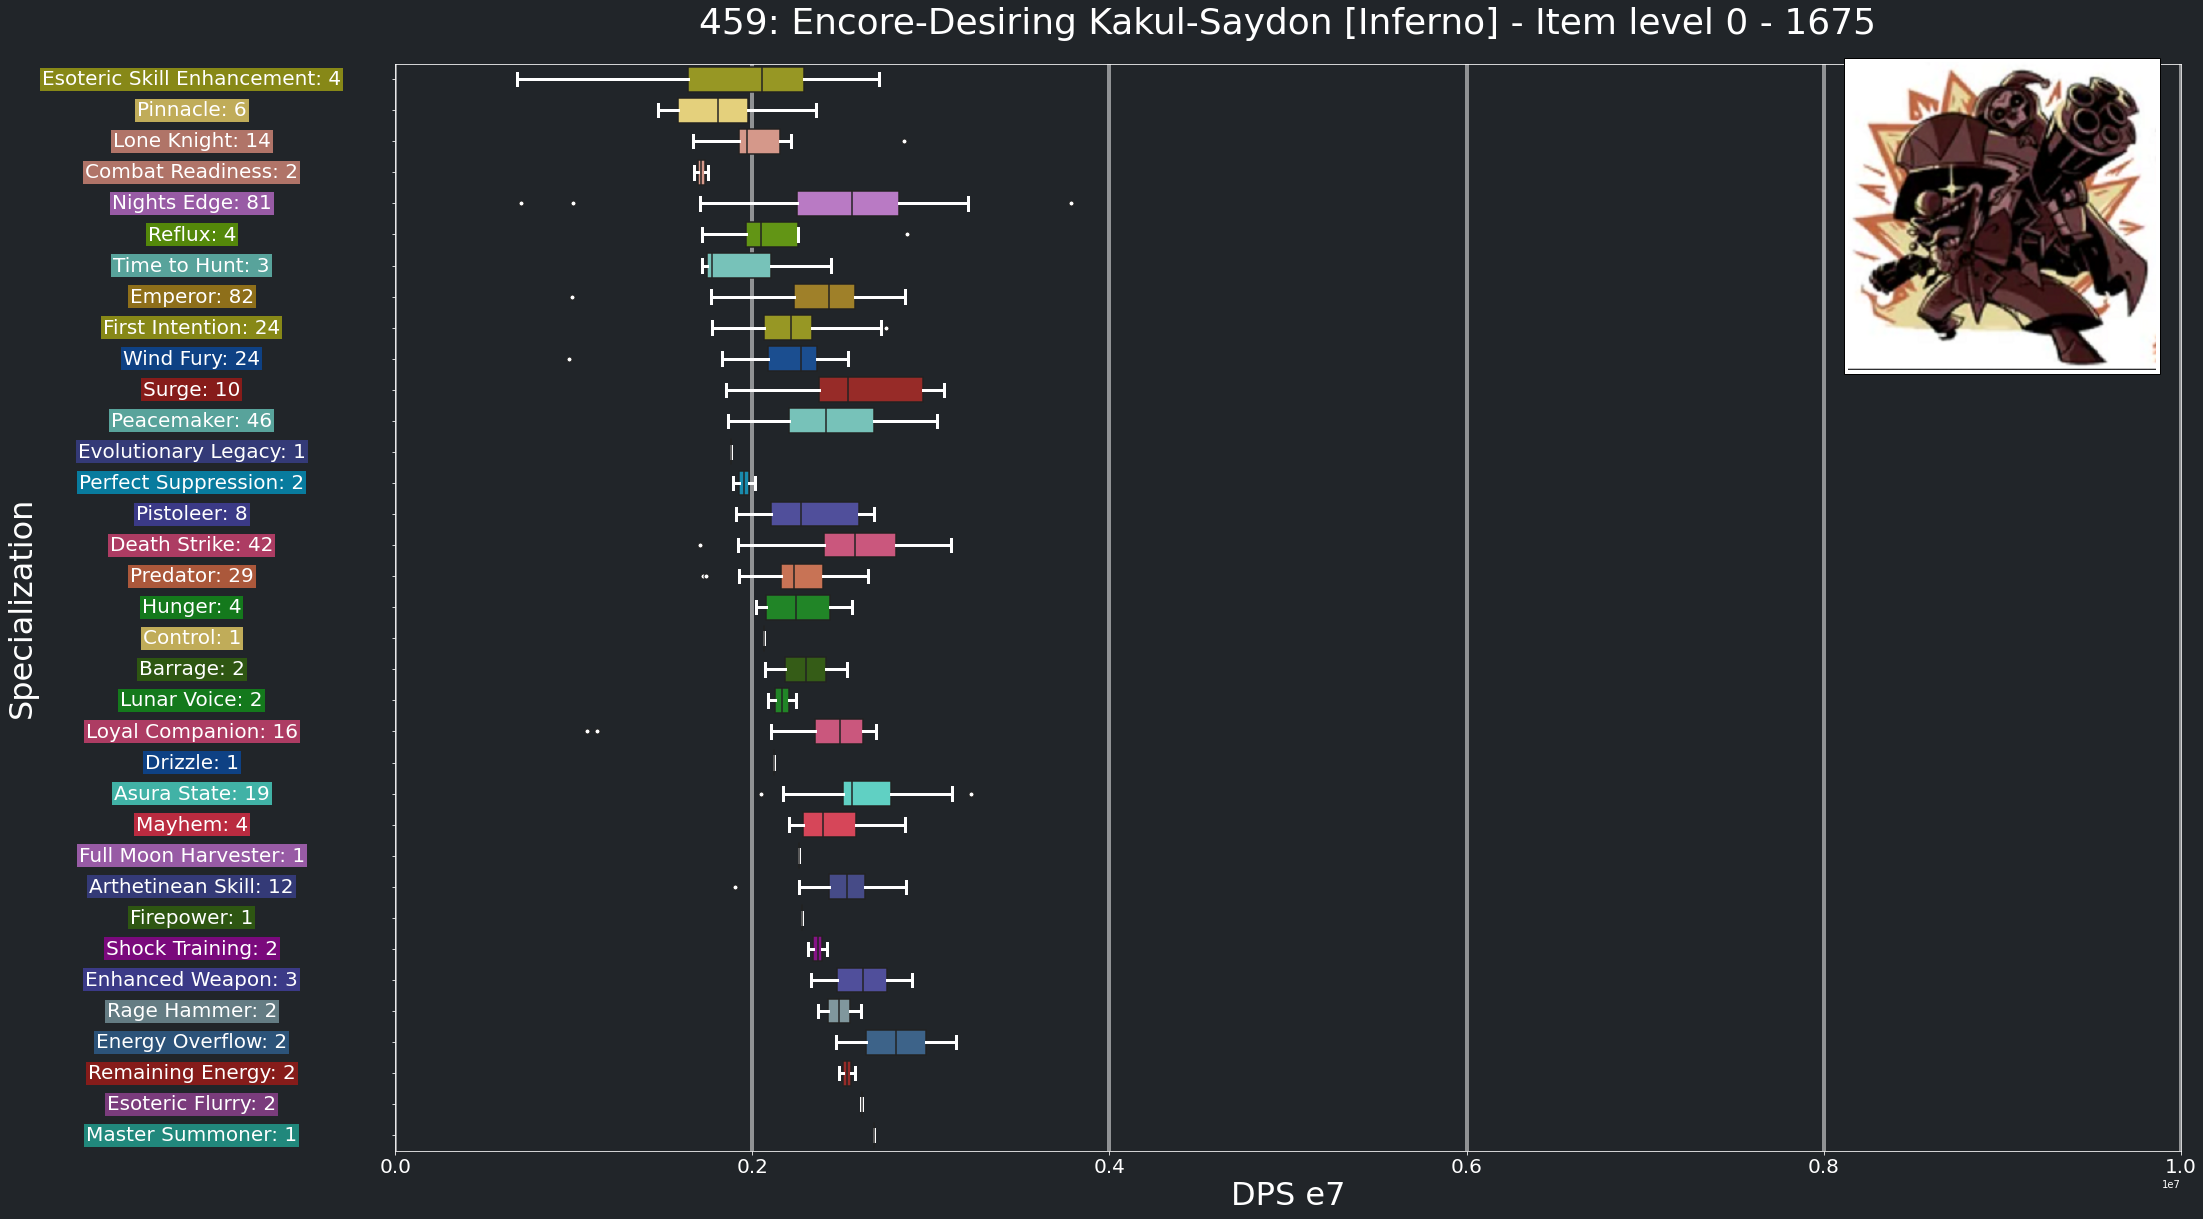 459: Encore-Desiring Kakul-Saydon [Inferno] - Item level 0 - 1675
Esoteric Skill Enhancement: 4
Pinnacle: 6
Lone Knight: 14
Combat Readiness: 2
Nights Edge: 81
Reflux: 4
Time to Hunt: 3
Emperor: 82
First Intention: 24
Wind Fury: 24
Surge: 10
Peacemaker: 46
Evolutionary Legacy: 1
Perfect Suppression: 2
Pistoleer: 8
Death Strike: 42
Predator: 29
Hunger: 4
Control: 1
Barrage: 2
Lunar Voice: 2
Loyal Companion: 16
Drizzle: 1
Asura State: 19
Mayhem: 4
Full Moon Harvester: 1
Arthetinean Skill: 12
Firepower: 1
Shock Training: 2
Enhanced Weapon: 3
Rage Hammer: 2
Energy Overflow: 2
Remaining Energy: 2
Esoteric Flurry: 2
Master Summoner: 1
Specialization
0.0 0.2 0.4 0.6 0.8 1.0
1e7
DPS e7